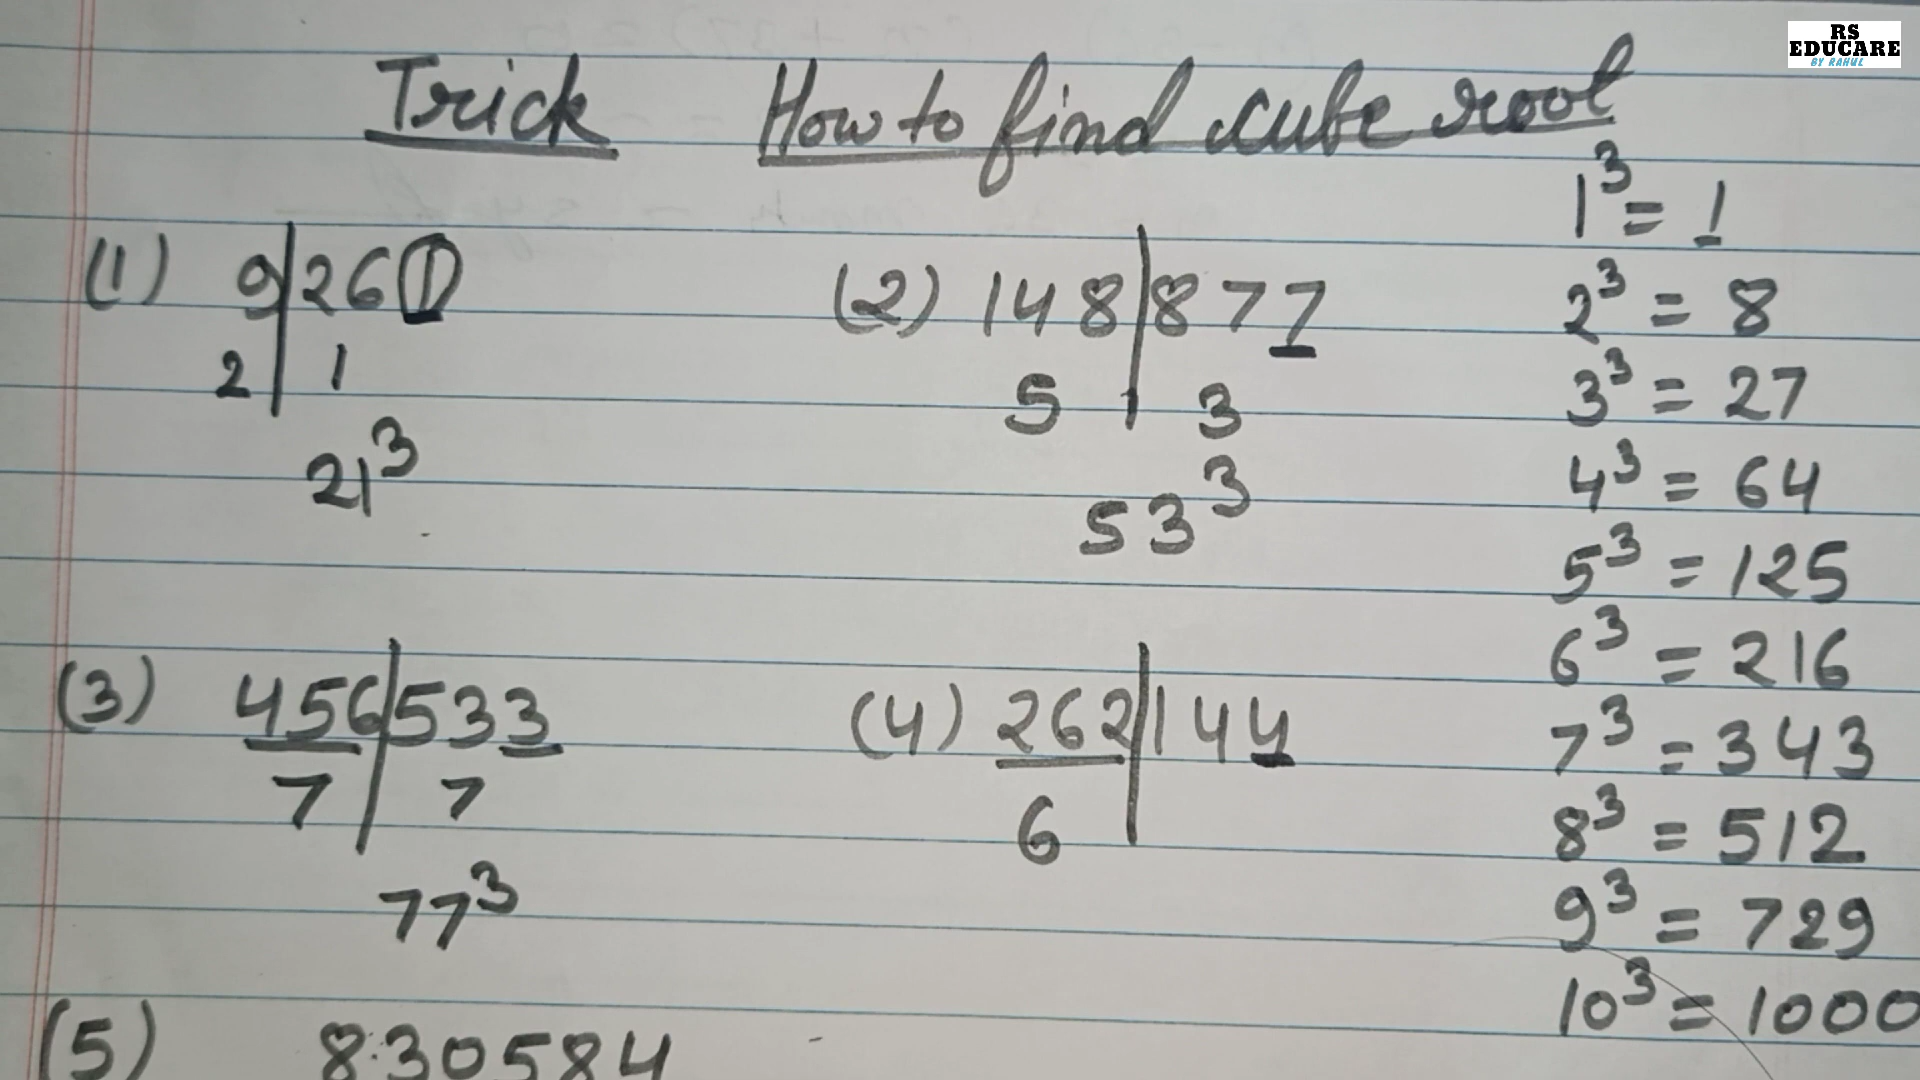 RS
EDUCARE
BY RAHUL
Trick How to find cube root
1³ = 1
(1) 9|261
2|1
21³
(2) 148|877
5|3
53³
2³ = 8
3³ = 27
4³ = 64
5³ = 125
6³ = 216
7³ = 343
8³ = 512
9³ = 729
10³ = 1000
(3) 456|533
7|7
77³
(4) 262|144
6
(5) 830584